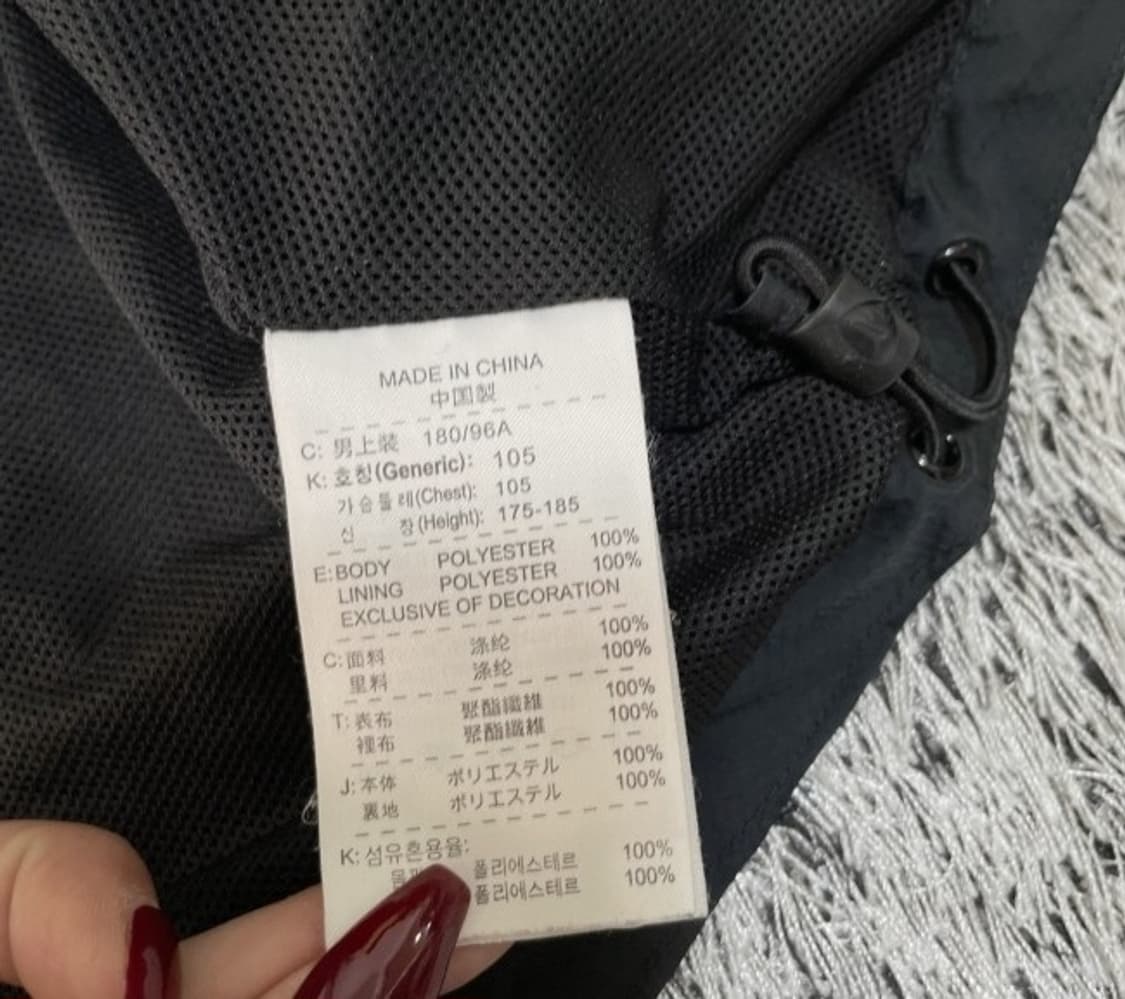 MADE IN CHINA
中国製
C: 男上裝 180/96A
K: 호칭(Generic): 105
가슴둘레(Chest): 105
신 장(Height): 175-185
E:BODY POLYESTER 100%
LINING POLYESTER 100%
EXCLUSIVE OF DECORATION
C:面料 涤纶 100%
里料 涤纶 100%
T:表布 聚酯纖維 100%
裡布 聚酯纖維 100%
J:本体 ポリエステル 100%
裏地 ポリエステル 100%
K:섬유혼용율:
폴리에스테르 100%
폴리에스테르 100%